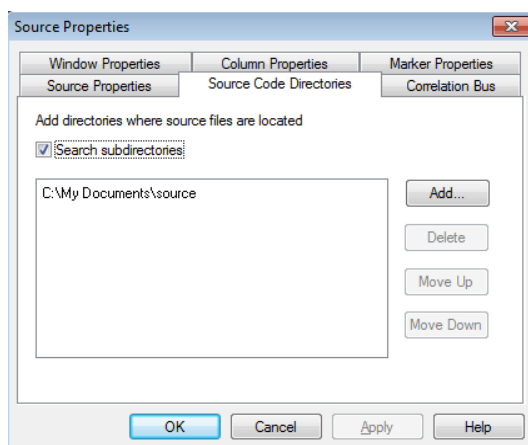 Source Properties
Window Properties
Column Properties
Marker Properties
Source Properties
Source Code Directories
Correlation Bus
Add directories where source files are located
Search subdirectories
C:\My Documents\source
Add...
Delete
Move Up
Move Down
OK
Cancel
Apply
Help